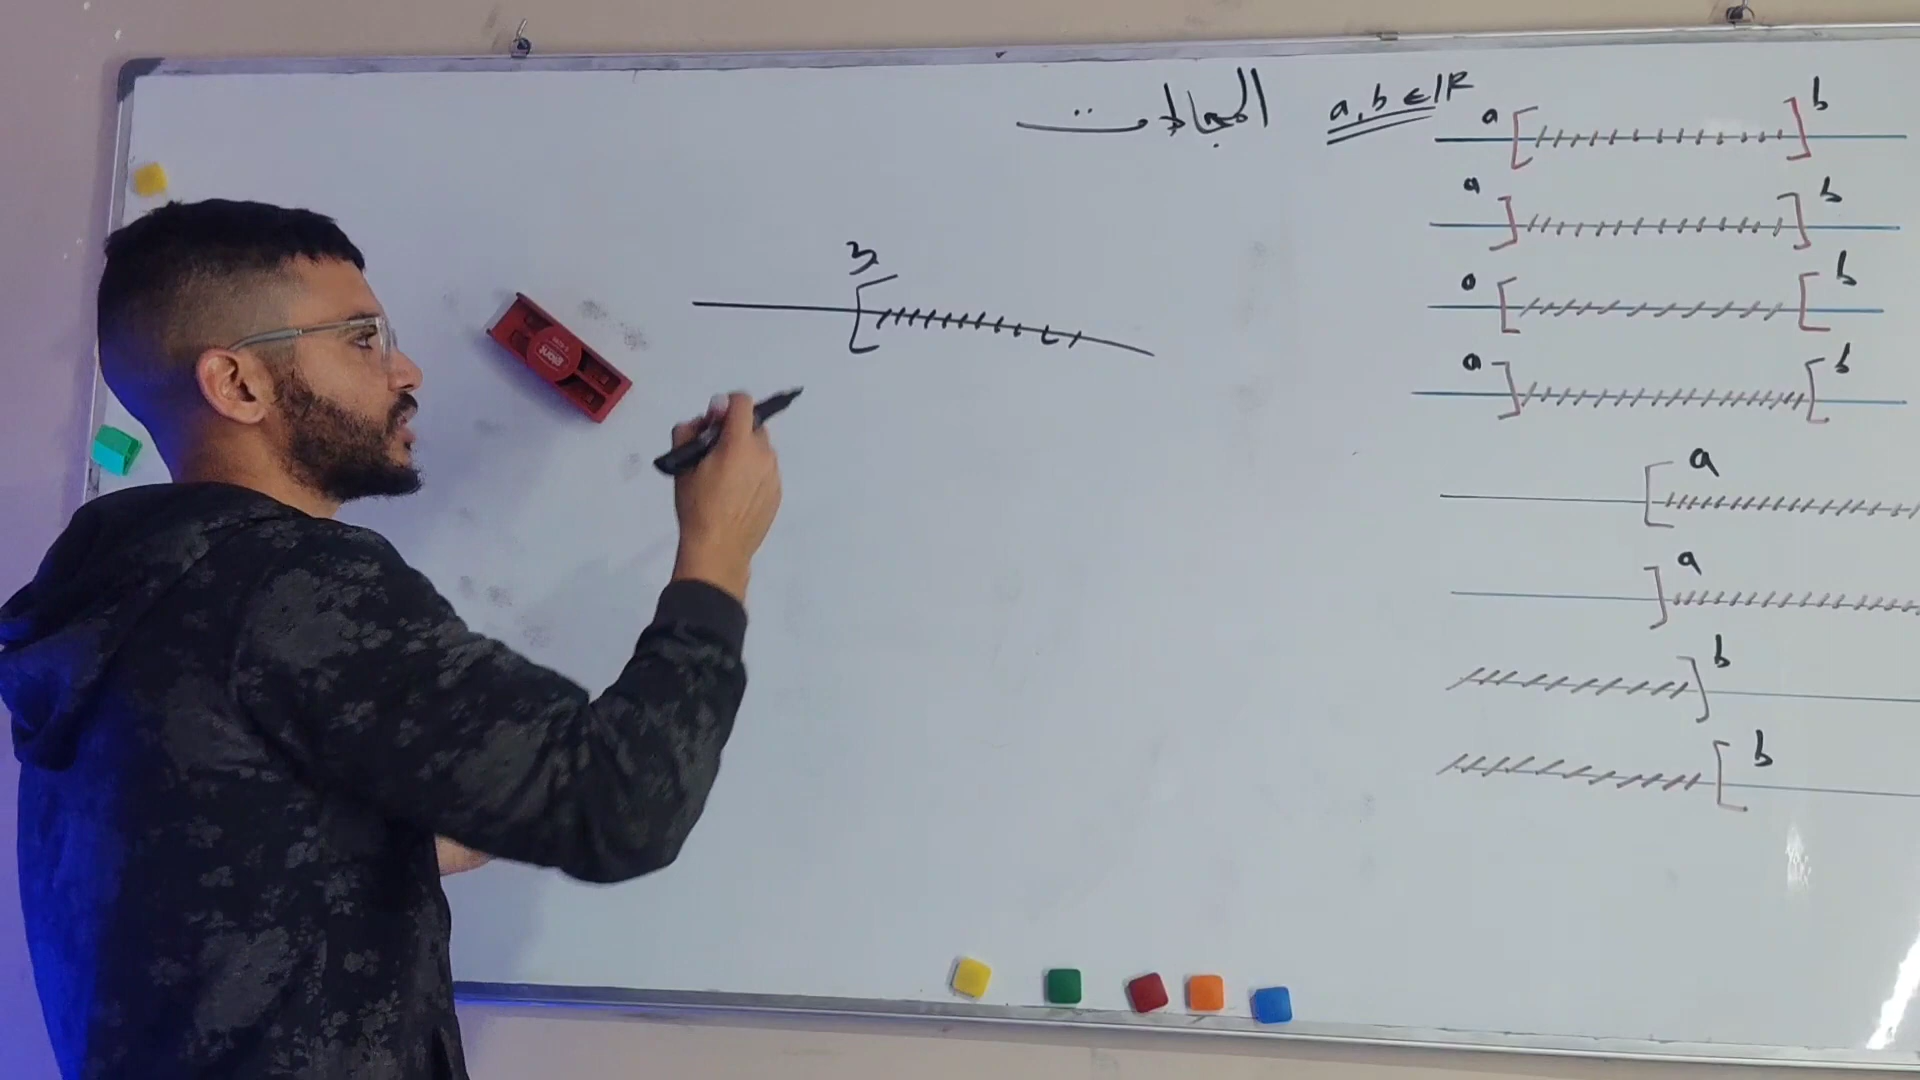 المجالات
a, b ∈ IR
3
a [ ] b
a ] ] b
a [ [ b
a ] [ b
[ a
] a
] b
[ b